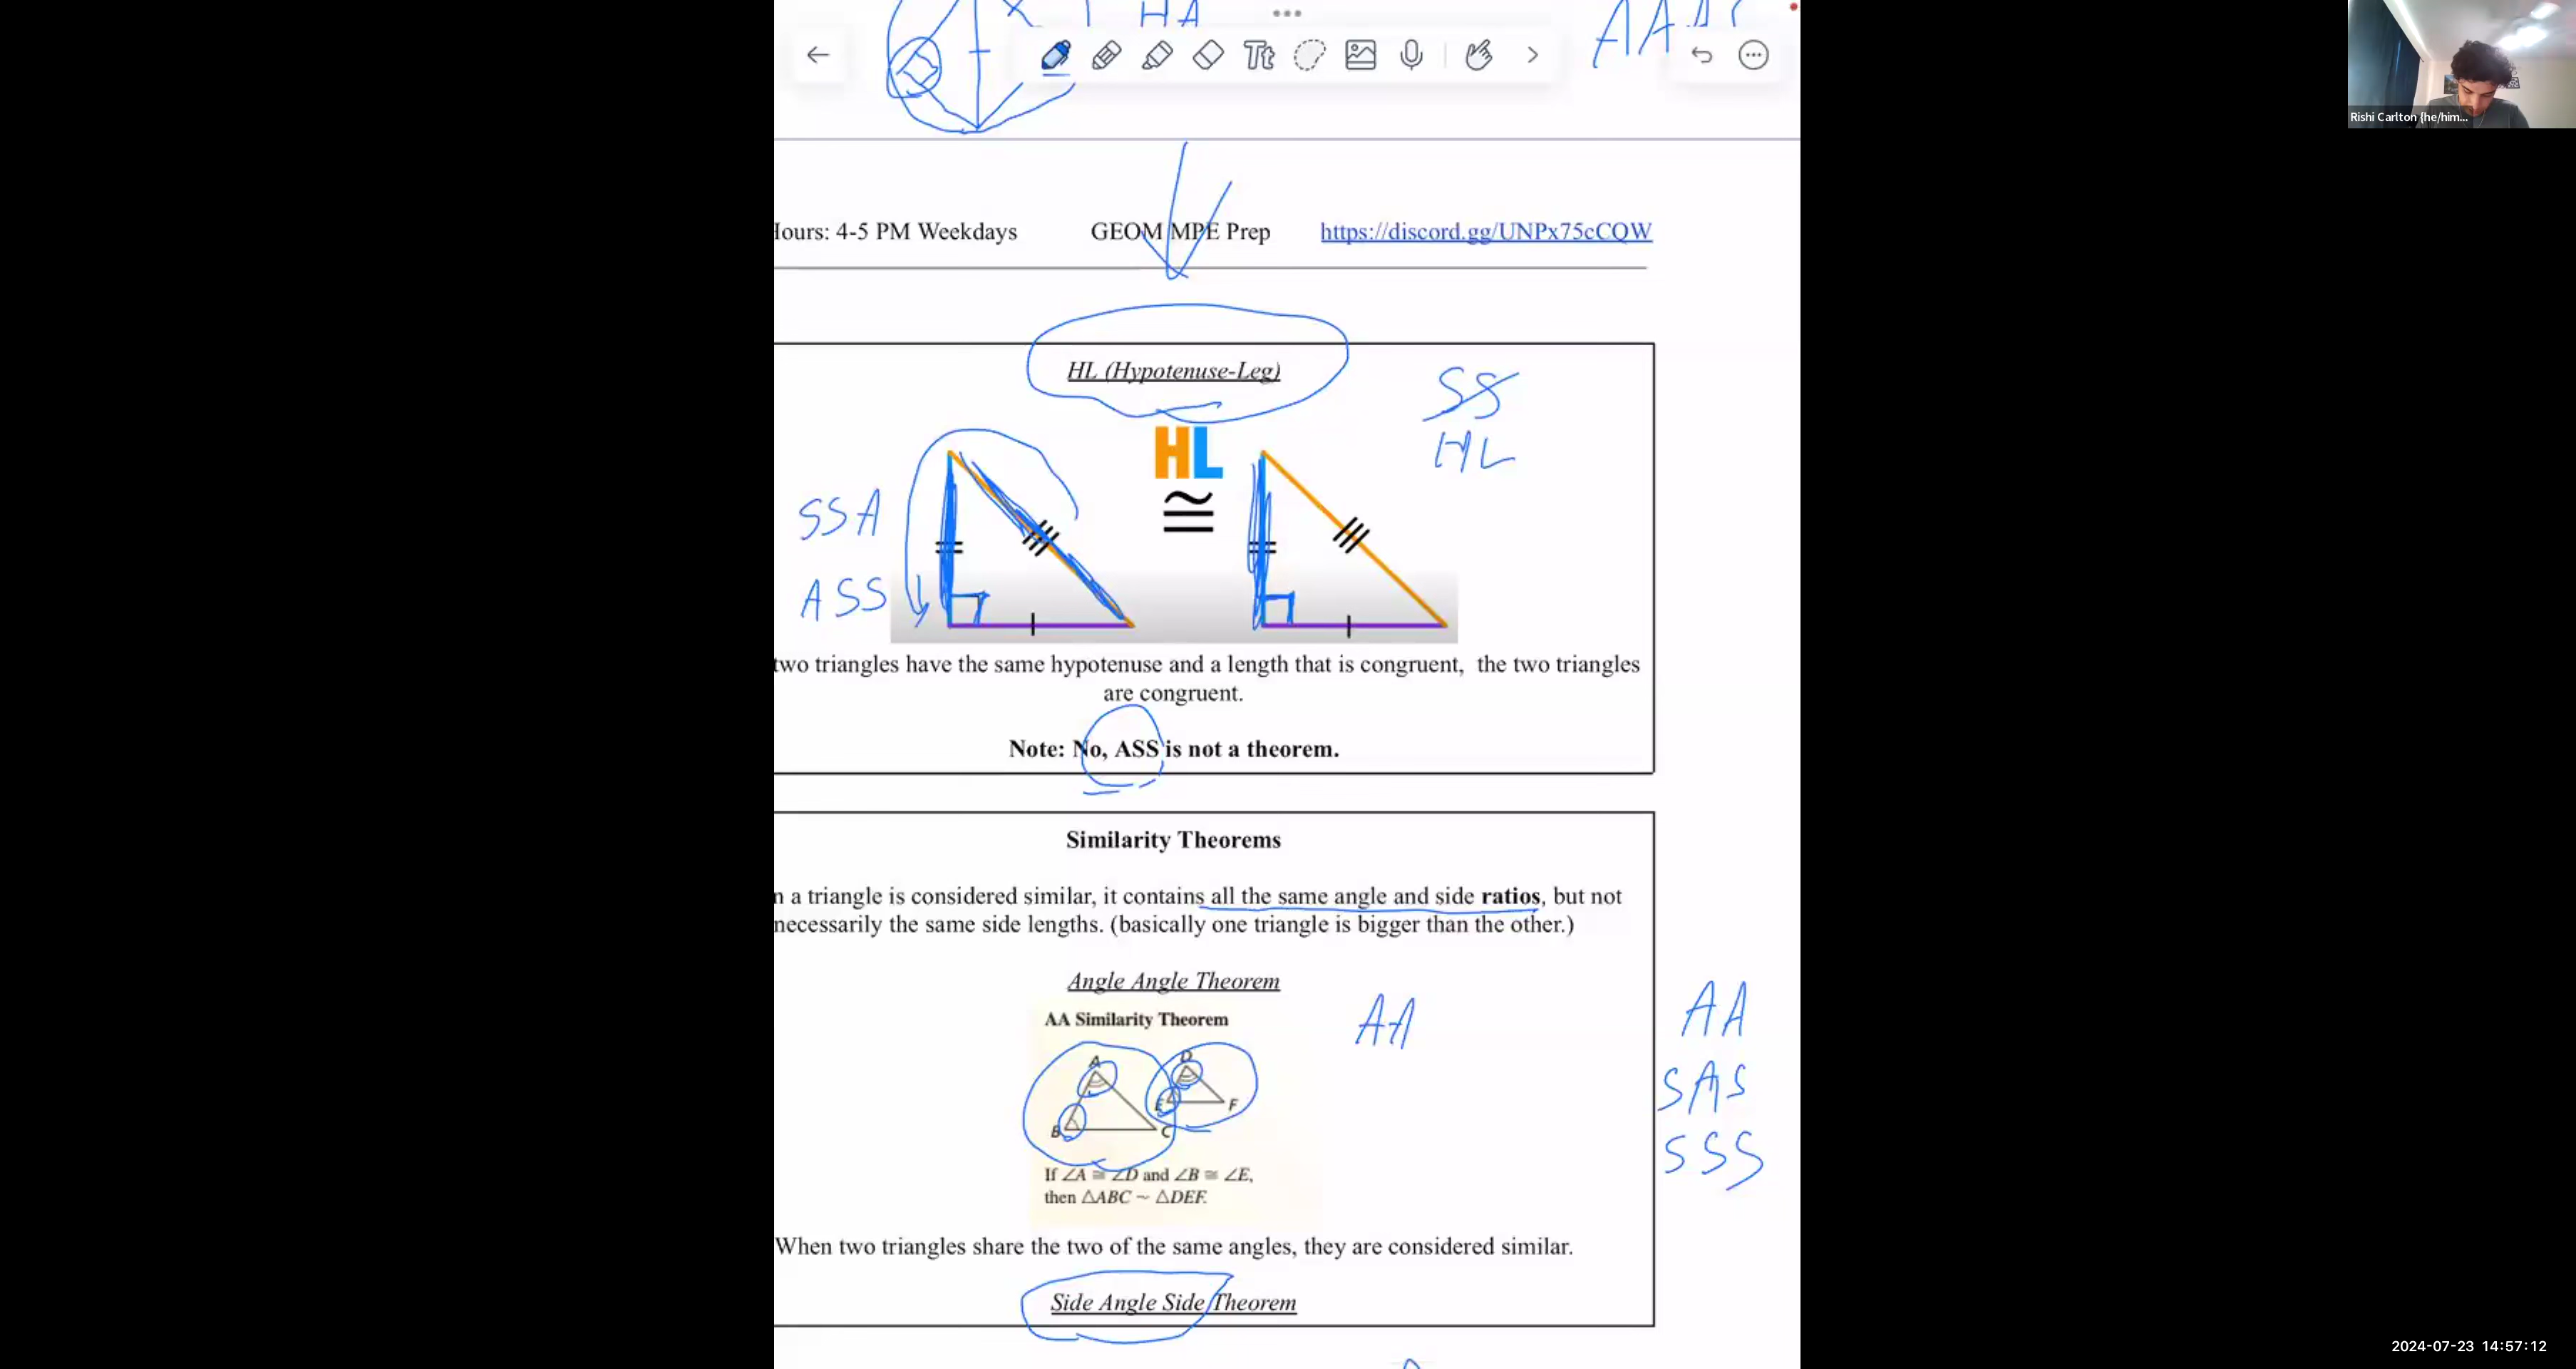 HA
AAAS
Tt
Rishi Carlton (he/him...
Hours: 4-5 PM Weekdays GEOM MPE Prep https://discord.gg/UNPx75cCQW
HL (Hypotenuse-Leg)
SS
HL
HL
≅
SSA
ASS
two triangles have the same hypotenuse and a length that is congruent, the two triangles
are congruent.
Note: No, ASS is not a theorem.
Similarity Theorems
n a triangle is considered similar, it contains all the same angle and side ratios, but not
necessarily the same side lengths. (basically one triangle is bigger than the other.)
Angle Angle Theorem
AA Similarity Theorem
AA
A D
B C E F
If ∠A ≅ ∠D and ∠B ≅ ∠E,
then △ABC ~ △DEF.
AA
SAS
SSS
When two triangles share the two of the same angles, they are considered similar.
Side Angle Side Theorem
2024-07-23 14:57:12